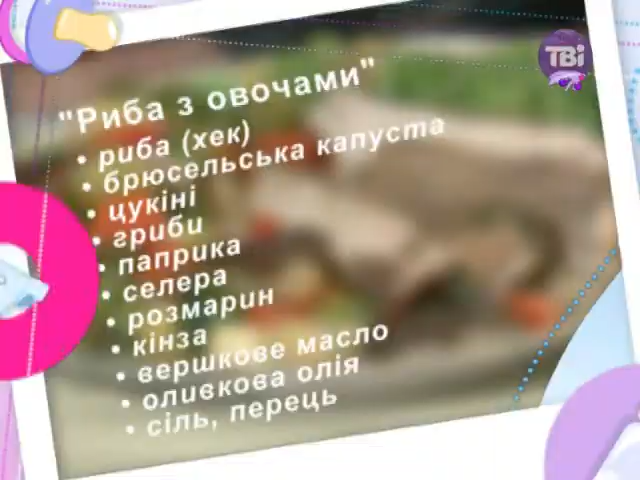 ТВі
"Риба з овочами"
• риба (хек)
• брюсельська капуста
• цукіні
• гриби
• паприка
• селера
• розмарин
• кінза
• вершкове масло
• оливкова олія
• сіль, перець